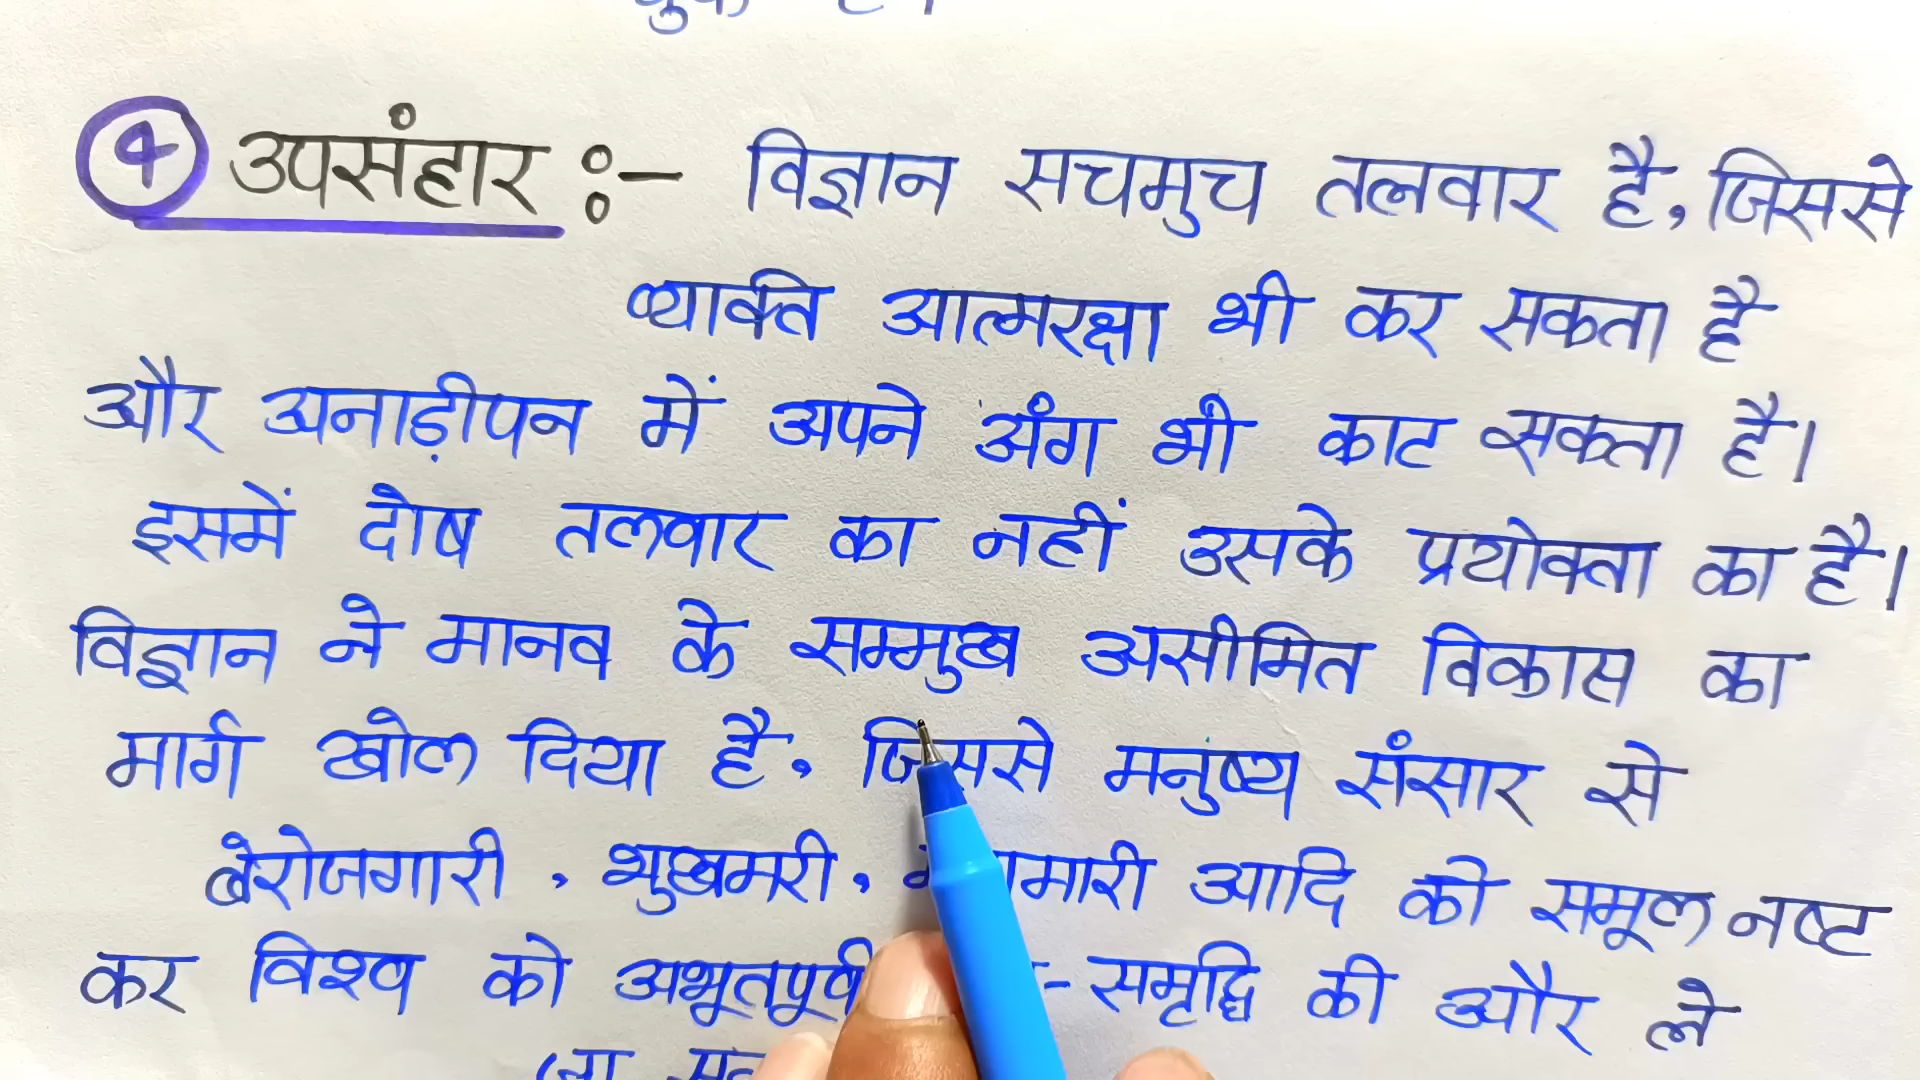 ④ उपसंहार :- विज्ञान सचमुच तलवार है, जिससे
व्यक्ति आत्मरक्षा भी कर सकता है
और अनाड़ीपन में अपने अंग भी काट सकता है।
इसमें दोष तलवार का नहीं उसके प्रयोक्ता का है।
विज्ञान ने मानव के सम्मुख असीमित विकास का
मार्ग खोल दिया है, जिससे मनुष्य संसार से
बेरोजगारी, भुखमरी, आदि को समूल नष्ट
कर विश्व को अभूतपूर्व -समृद्धि की और ले
जा